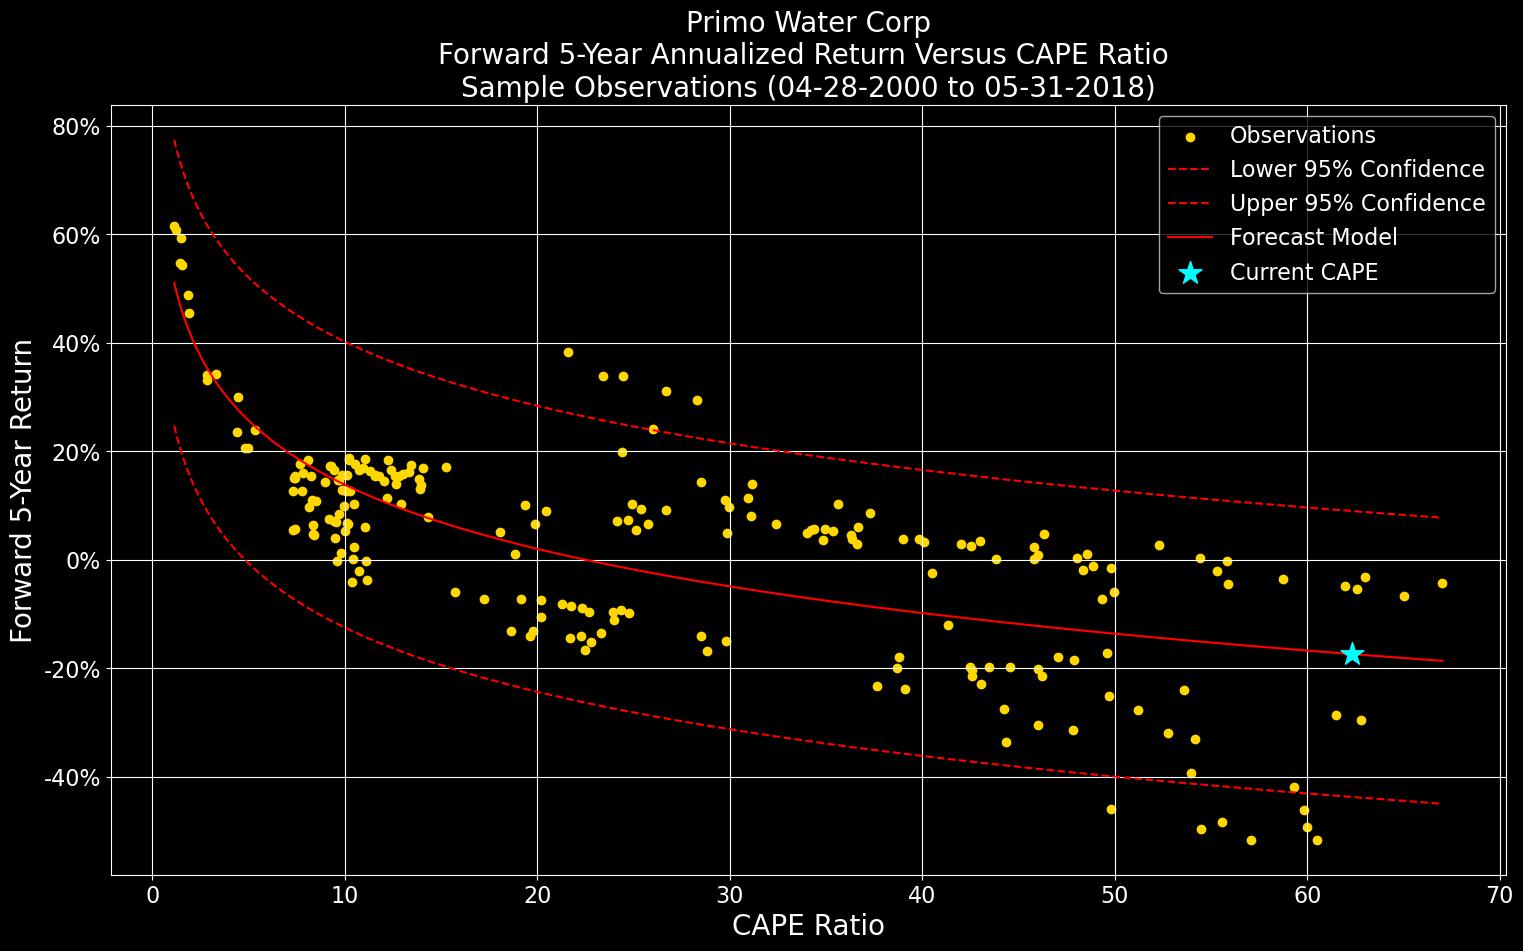 Primo Water Corp
Forward 5-Year Annualized Return Versus CAPE Ratio
Sample Observations (04-28-2000 to 05-31-2018)
80%
60%
40%
20%
0%
-20%
-40%
Forward 5-Year Return
Observations
Lower 95% Confidence
Upper 95% Confidence
Forecast Model
Current CAPE
0 10 20 30 40 50 60 70
CAPE Ratio